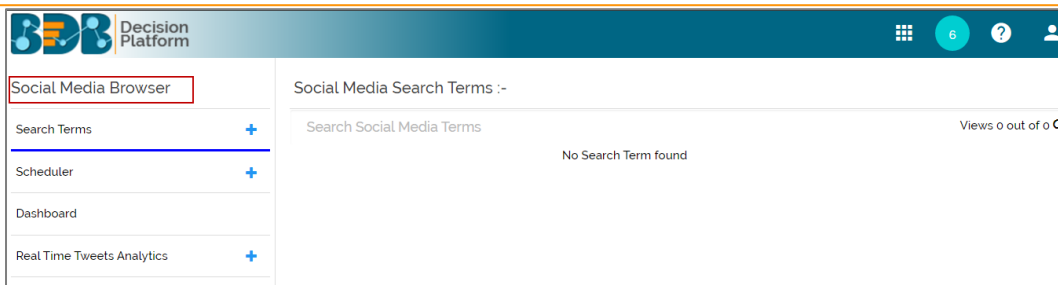 BDB Decision
Platform
6
?
Social Media Browser
Social Media Search Terms :-
Search Terms +
Search Social Media Terms
Views 0 out of 0
No Search Term found
Scheduler +
Dashboard
Real Time Tweets Analytics +